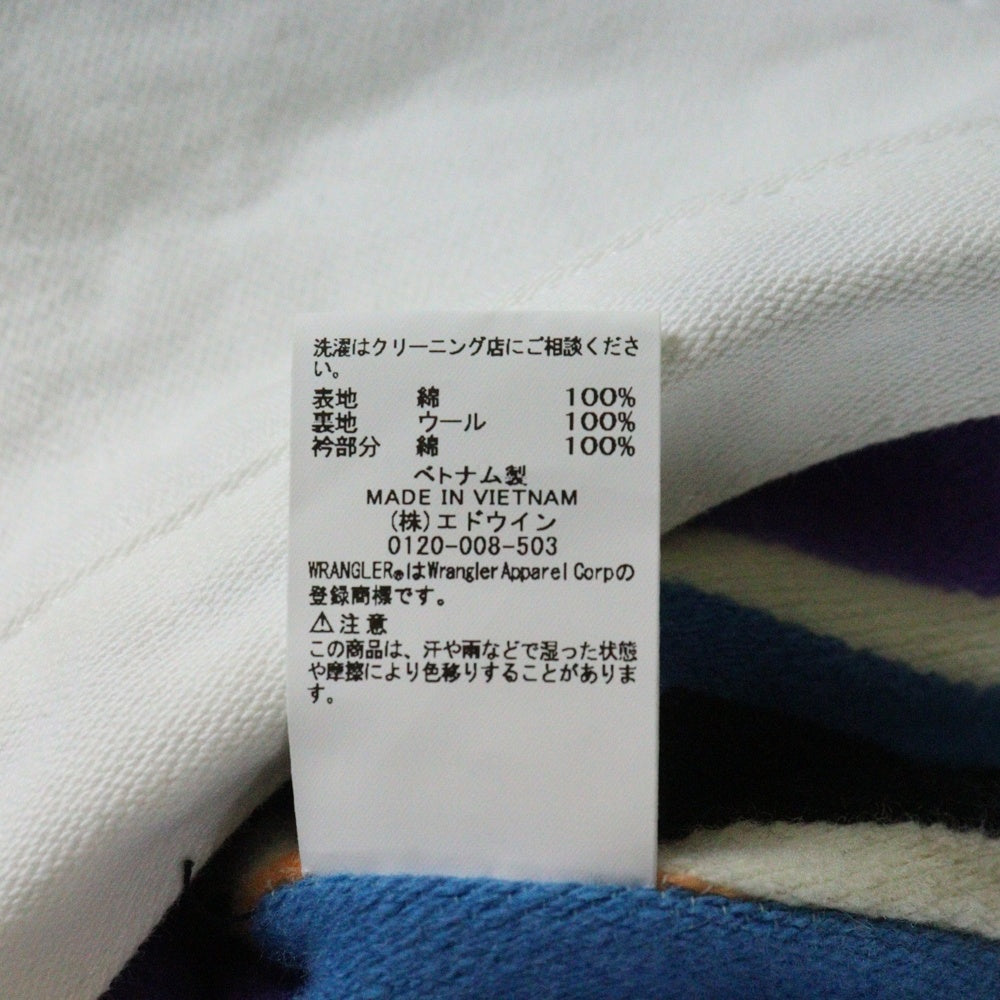 洗濯はクリーニング店にご相談くださ
い。
表地 綿 100%
裏地 ウール 100%
衿部分 綿 100%
ベトナム製
MADE IN VIETNAM
(株)エドウイン
0120-008-503
WRANGLER®はWrangler Apparel Corpの
登録商標です。
⚠注意
この商品は、汗や雨などで湿った状態
や摩擦により色移りすることがありま
す。